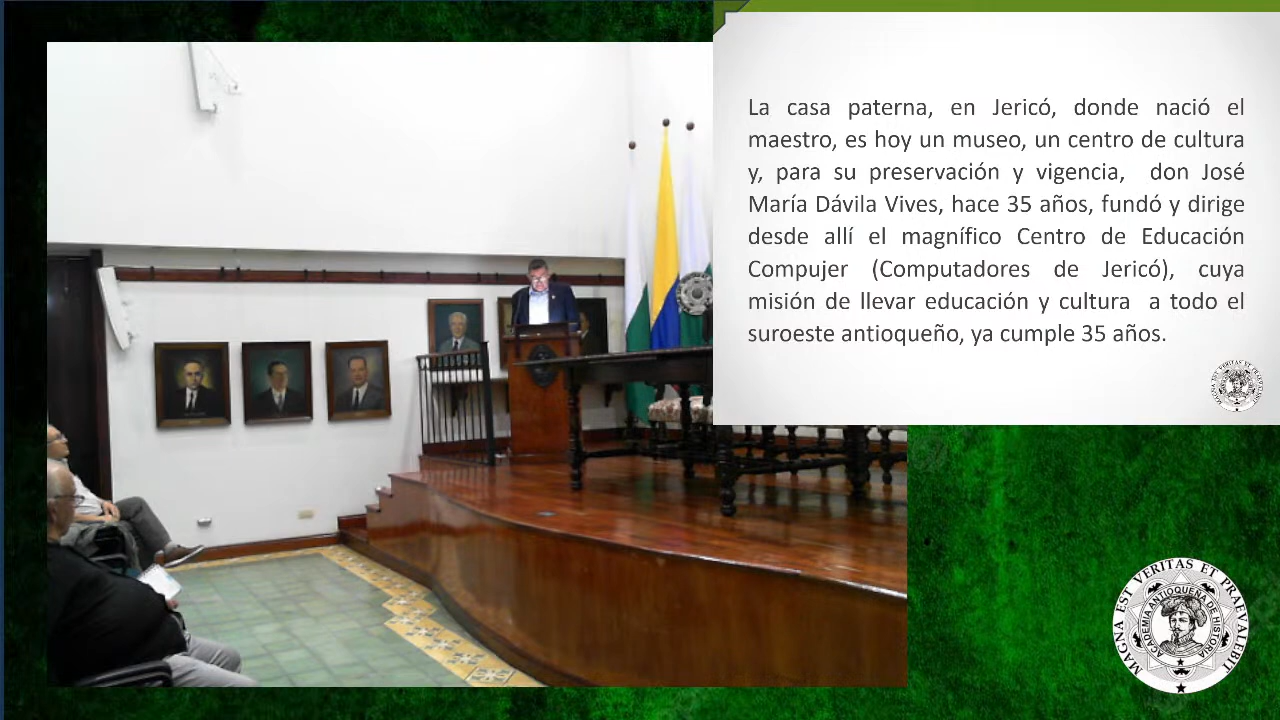 La casa paterna, en Jericó, donde nació el
maestro, es hoy un museo, un centro de cultura
y, para su preservación y vigencia, don José
María Dávila Vives, hace 35 años, fundó y dirige
desde allí el magnífico Centro de Educación
Compujer (Computadores de Jericó), cuya
misión de llevar educación y cultura a todo el
suroeste antioqueño, ya cumple 35 años.
MAGNA EST VERITAS ET PRAEVALEBIT
ACADEMIA ANTIOQUEÑA DE HISTORIA